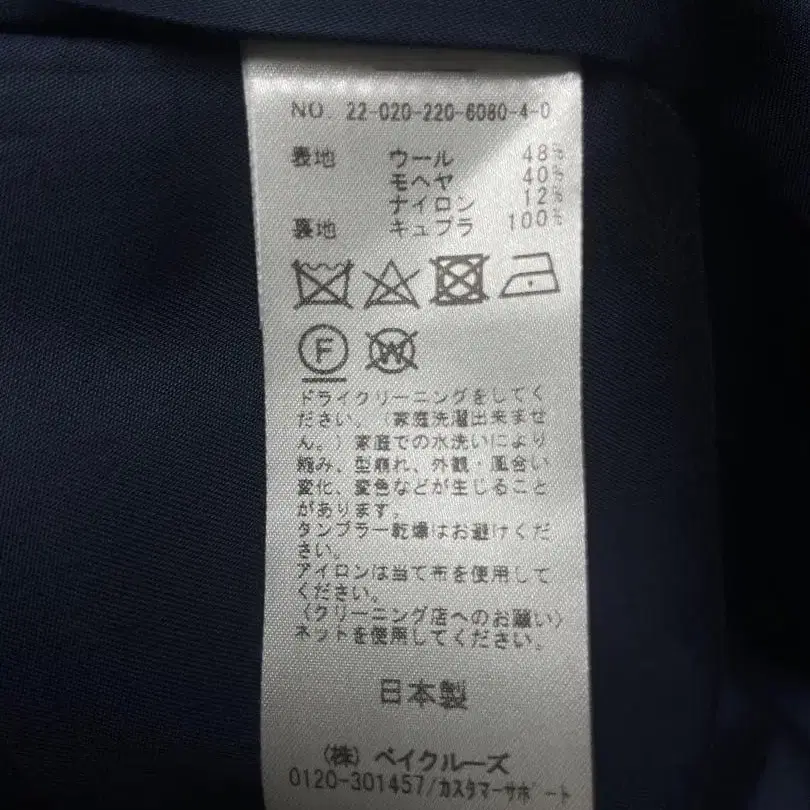 NO. 22-020-220-6080-4-0
表地 ウール 48%
モヘヤ 40%
ナイロン 12%
裏地 キュプラ 100%
F W
ドライクリーニングをしてく
ださい。(家庭洗濯出来ませ
ん。)家庭での水洗いにより
縮み、型崩れ、外観・風合い
変化、変色などが生じること
があります。
タンブラー乾燥はお避けくだ
さい。
アイロンは当て布を使用して
ください。
(クリーニング店へのお願い)
ネットを使用してください。
日本製
(株) ベイクルーズ
0120-301457/カスタマーサポート